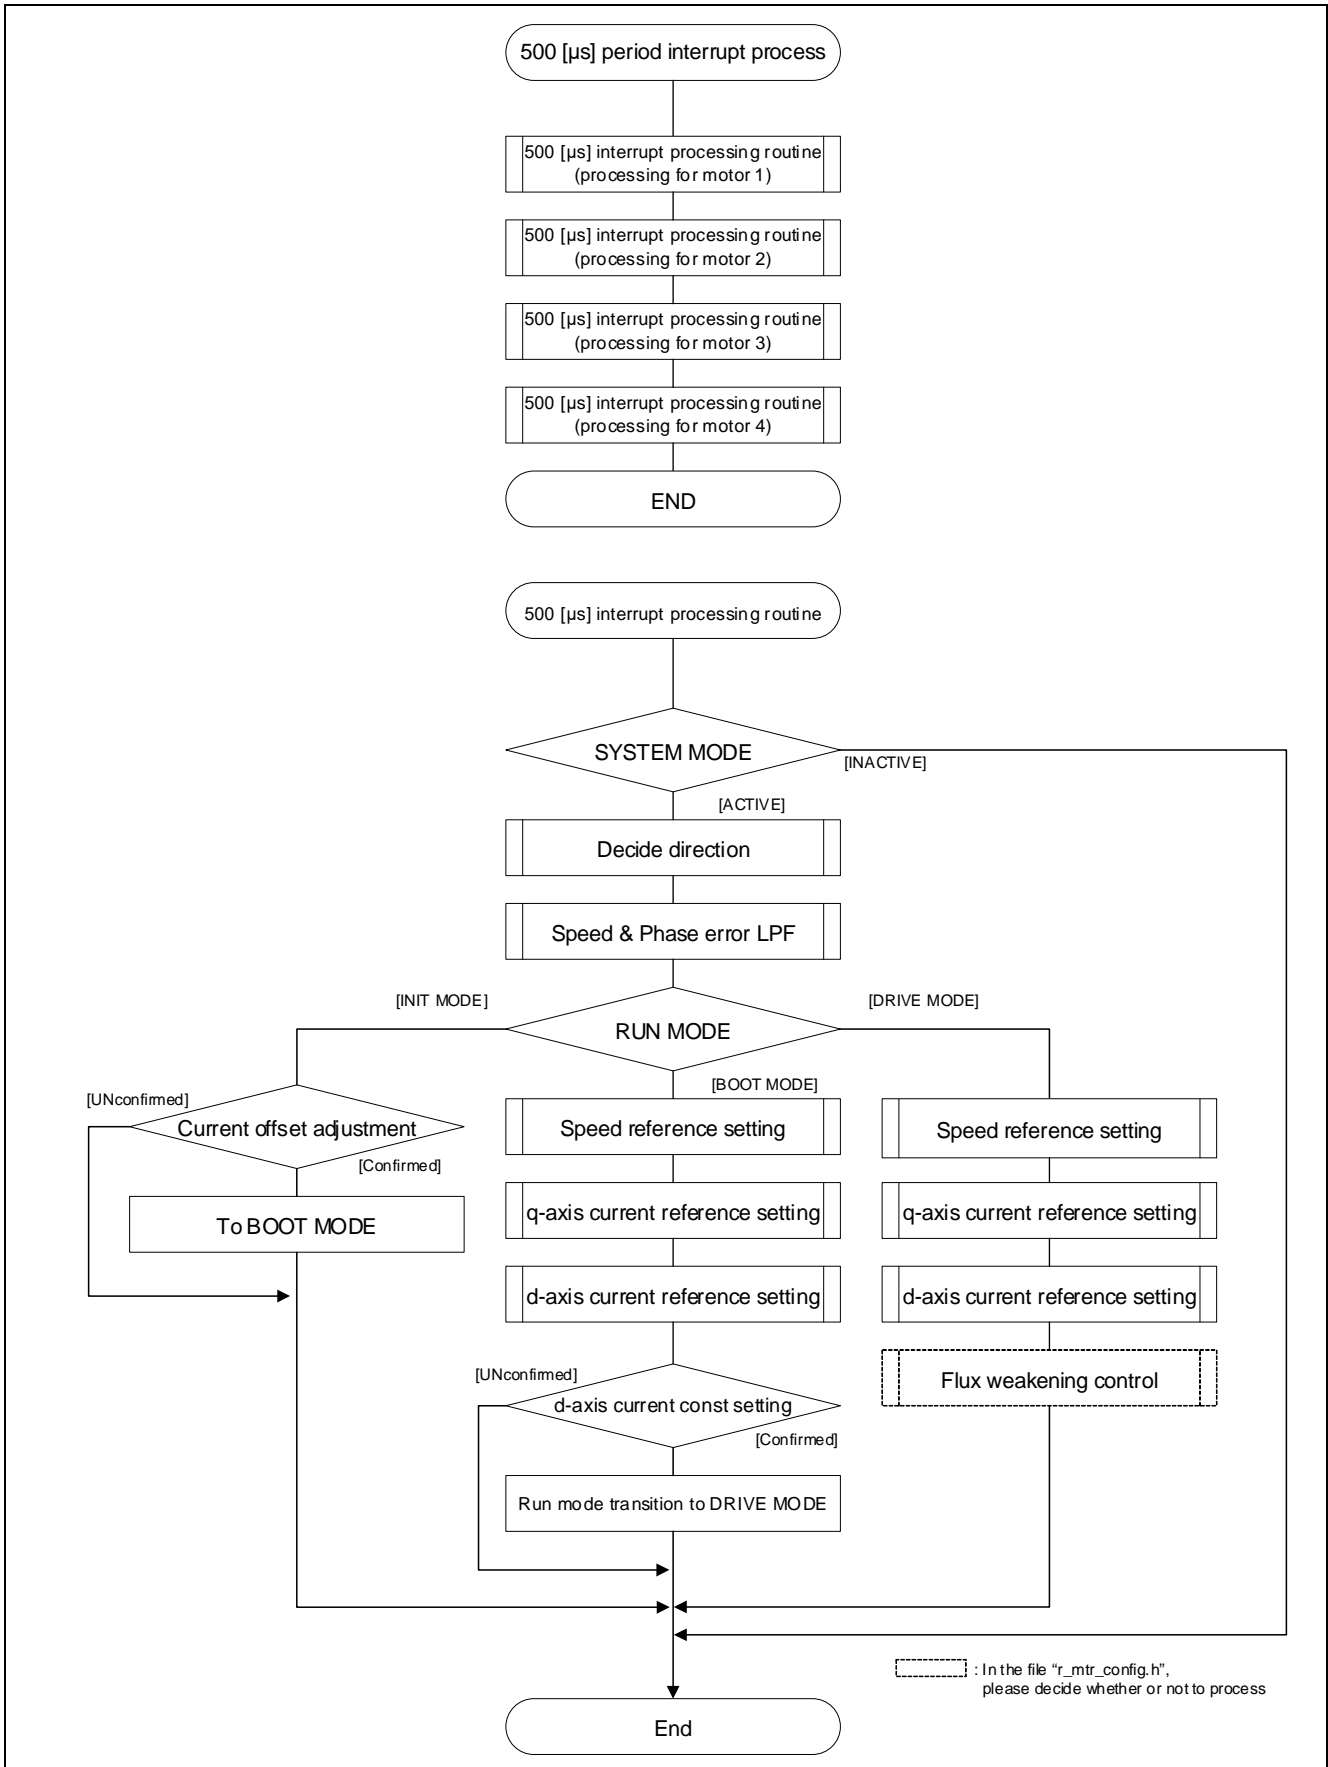 500 [µs] period interrupt process
500 [µs] interrupt processing routine
(processing for motor 1)
500 [µs] interrupt processing routine
(processing for motor 2)
500 [µs] interrupt processing routine
(processing for motor 3)
500 [µs] interrupt processing routine
(processing for motor 4)
END
500 [µs] interrupt processing routine
SYSTEM MODE
[INACTIVE]
[ACTIVE]
Decide direction
Speed & Phase error LPF
[INIT MODE]
[DRIVE MODE]
RUN MODE
[BOOT MODE]
[UNconfirmed]
Current offset adjustment
[Confirmed]
To BOOT MODE
Speed reference setting
q-axis current reference setting
d-axis current reference setting
[UNconfirmed]
d-axis current const setting
[Confirmed]
Run mode transition to DRIVE MODE
Speed reference setting
q-axis current reference setting
d-axis current reference setting
Flux weakening control
: In the file “r_mtr_config.h”,
please decide whether or not to process
End